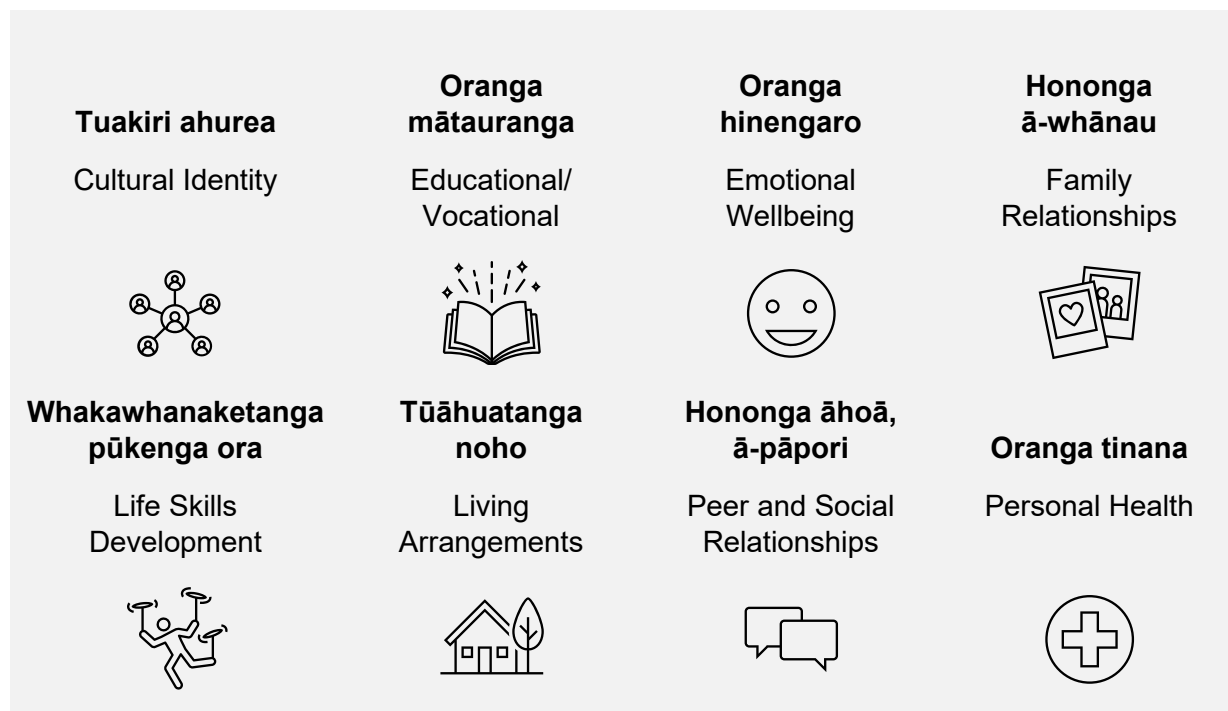 Tuakiri ahurea
Cultural Identity
Oranga
mātauranga
Educational/
Vocational
Oranga
hinengaro
Emotional
Wellbeing
Hononga
ā-whānau
Family
Relationships
Whakawhanaketanga
pūkenga ora
Life Skills
Development
Tūāhuatanga
noho
Living
Arrangements
Hononga āhoā,
ā-pāpori
Peer and Social
Relationships
Oranga tinana
Personal Health